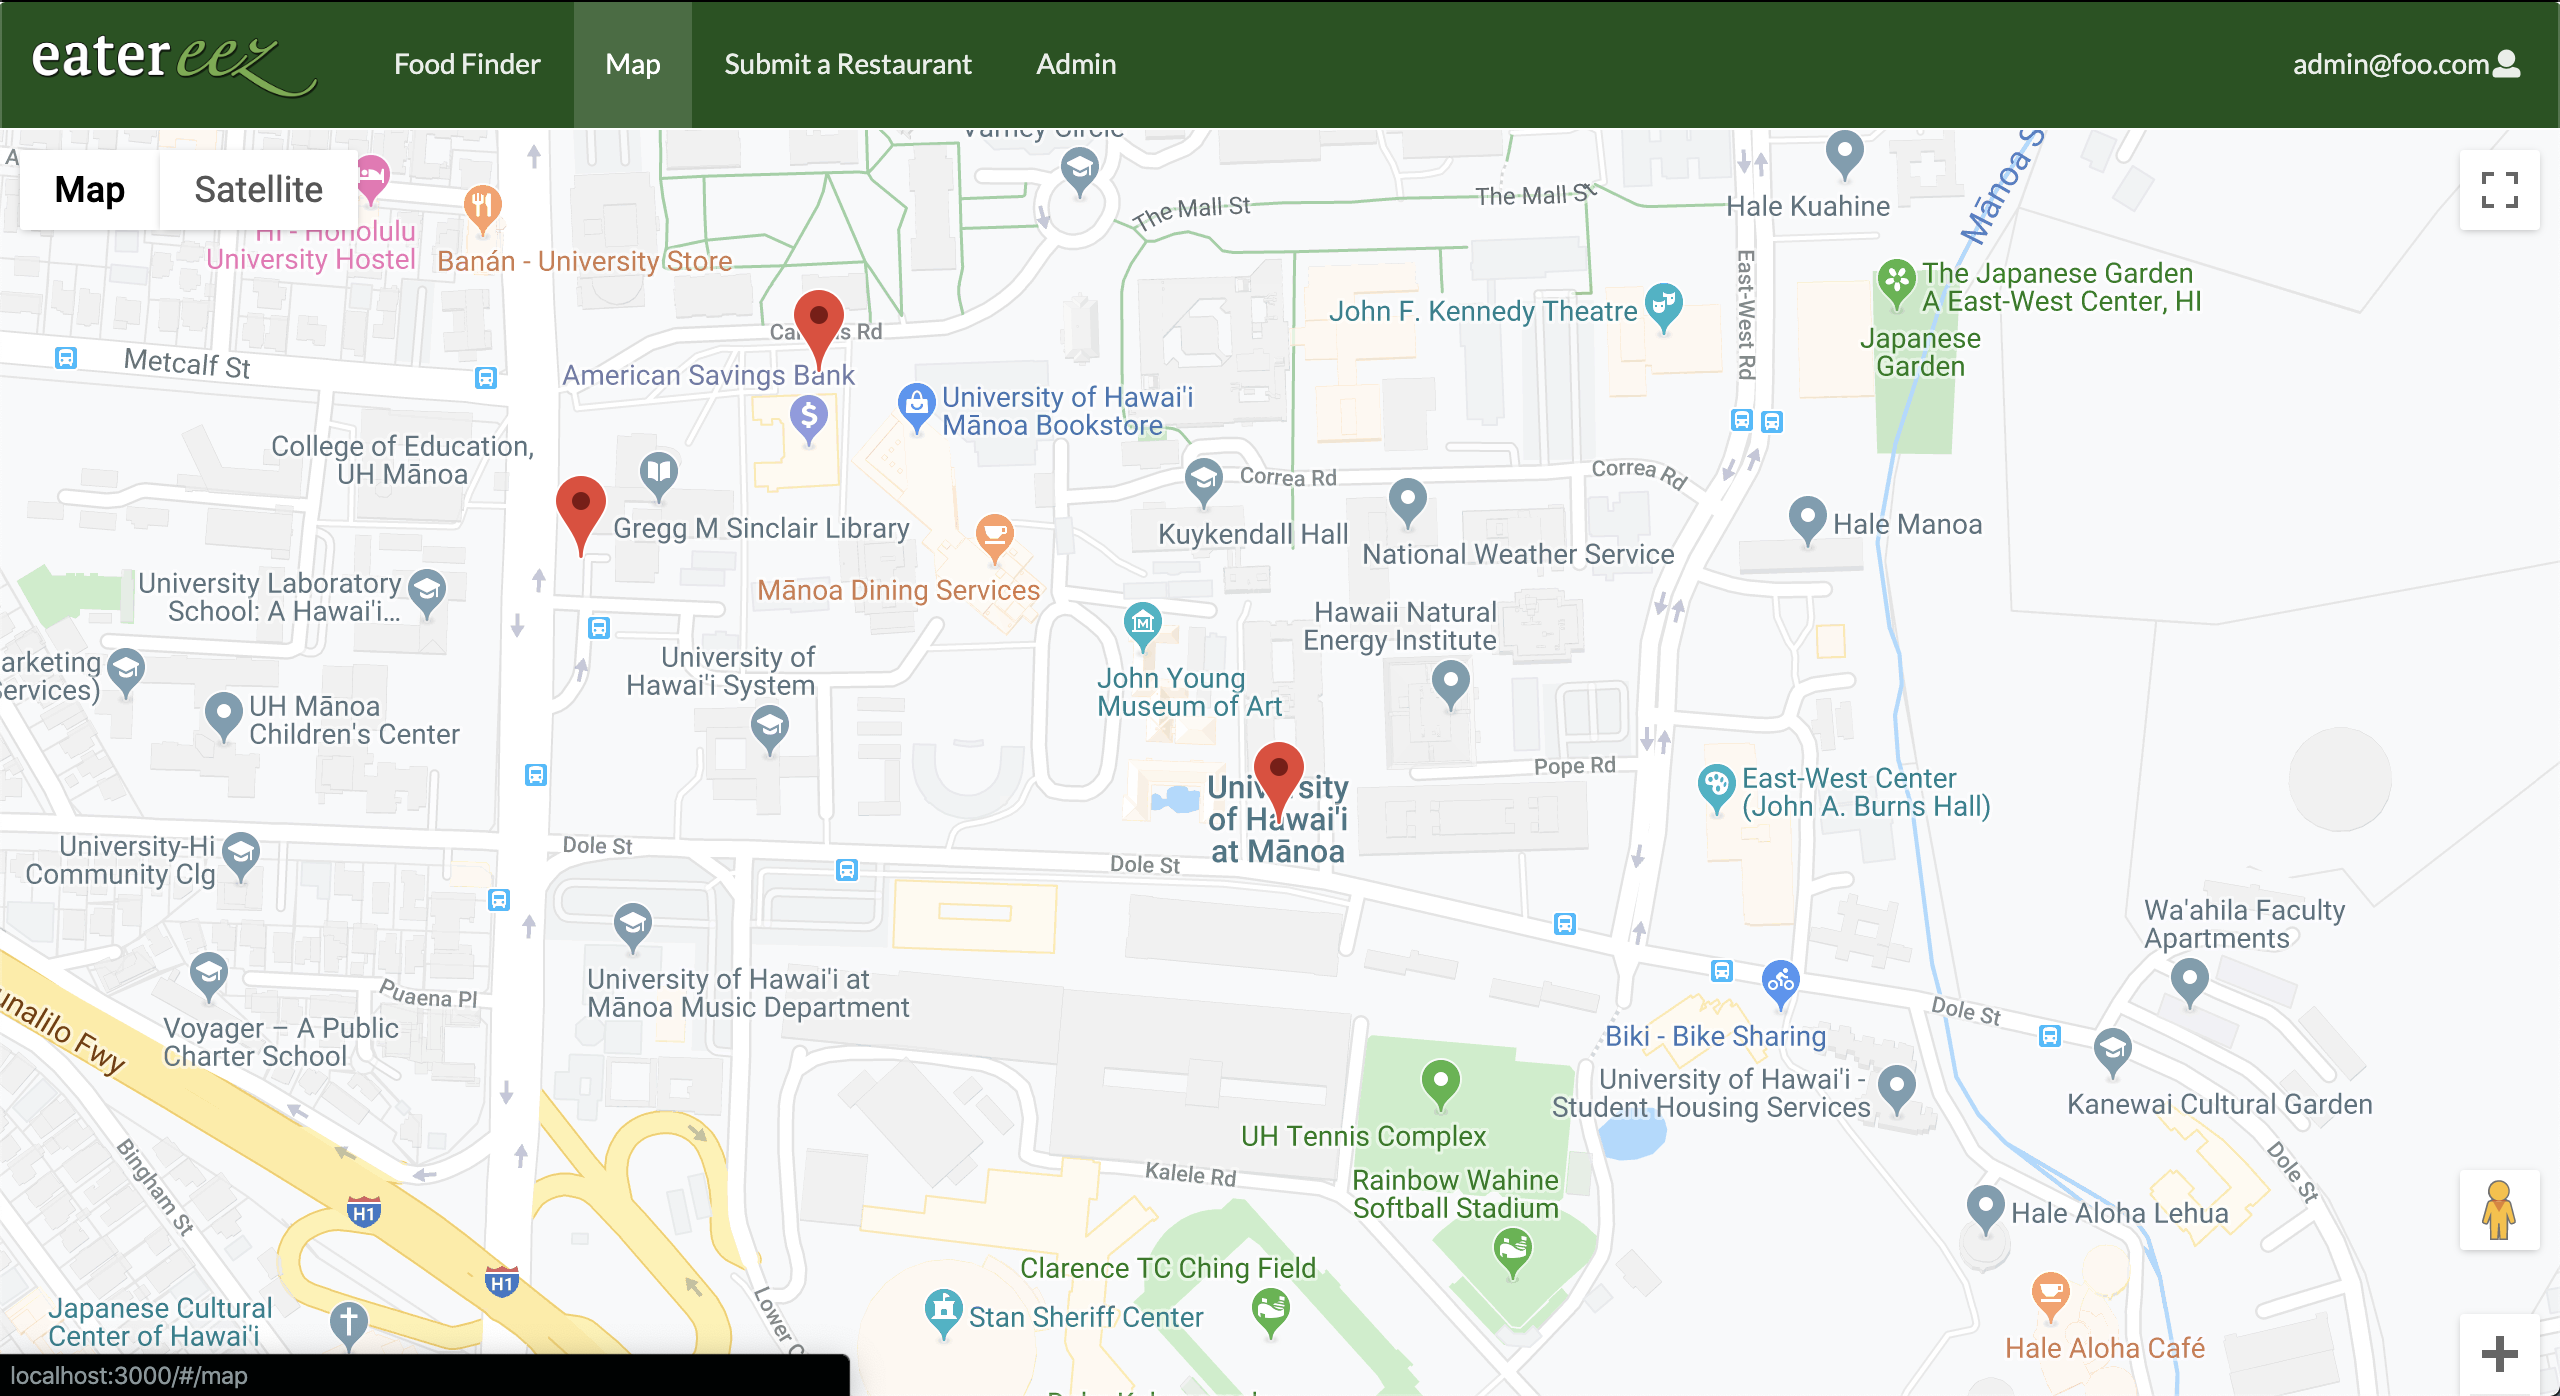 eatereez
Food Finder
Map
Submit a Restaurant
Admin
admin@foo.com
Map
Satellite
Varney Circle
The Mall St
The Mall St
Hale Kuahine
HI - Honolulu
University Hostel
Banán - University Store
John F. Kennedy Theatre
East-West Rd
The Japanese Garden
A East-West Center, HI
Japanese
Garden
Metcalf St
American Savings Bank
University of Hawai'i
Mānoa Bookstore
College of Education,
UH Mānoa
Gregg M Sinclair Library
Correa Rd
Correa Rd
Kuykendall Hall
National Weather Service
Hale Manoa
University Laboratory
School: A Hawai'i...
Mānoa Dining Services
Hawaii Natural
Energy Institute
arketing
Services)
University of
Hawai'i System
John Young
Museum of Art
UH Mānoa
Children's Center
Pope Rd
University
of Hawai'i
at Mānoa
East-West Center
(John A. Burns Hall)
University-Hi
Community Clg
Dole St
Dole St
Wa'ahila Faculty
Apartments
University of Hawai'i at
Mānoa Music Department
Puaena Pl
Voyager – A Public
Charter School
unalilo Fwy
Biki - Bike Sharing
Dole St
University of Hawai'i -
Student Housing Services
Kanewai Cultural Garden
UH Tennis Complex
Bingham St
Kalele Rd
Rainbow Wahine
Softball Stadium
Dole St
H1
H1
Hale Aloha Lehua
Clarence TC Ching Field
Stan Sheriff Center
Lower
Japanese Cultural
Center of Hawai'i
Hale Aloha Café
localhost:3000/#/map